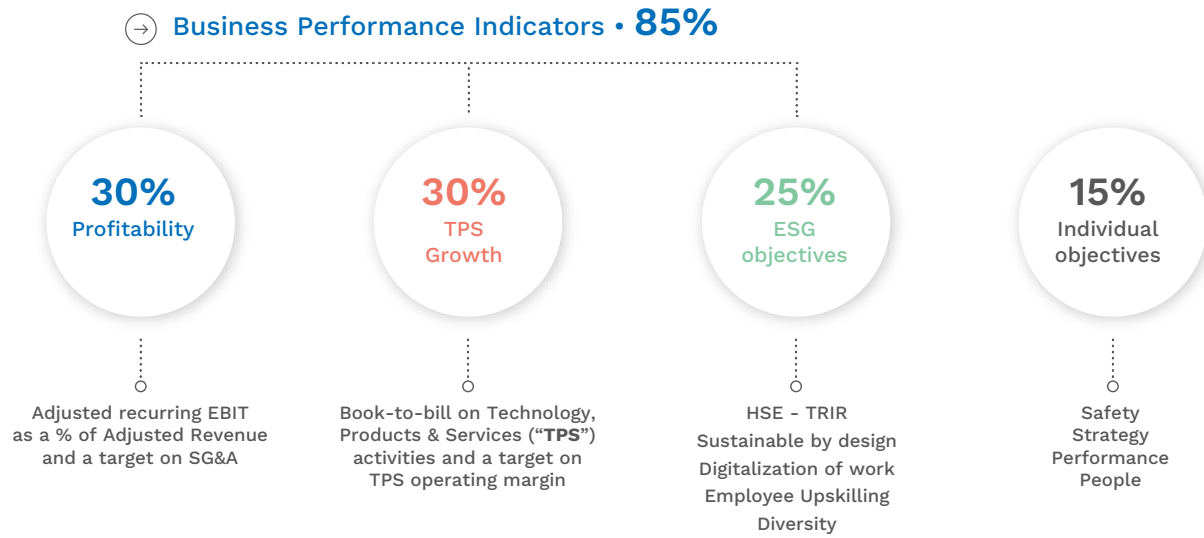 Business Performance Indicators • 85%
30%
Profitability
30%
TPS
Growth
25%
ESG
objectives
15%
Individual
objectives
Adjusted recurring EBIT
as a % of Adjusted Revenue
and a target on SG&A
Book-to-bill on Technology,
Products & Services (“TPS”)
activities and a target on
TPS operating margin
HSE - TRIR
Sustainable by design
Digitalization of work
Employee Upskilling
Diversity
Safety
Strategy
Performance
People